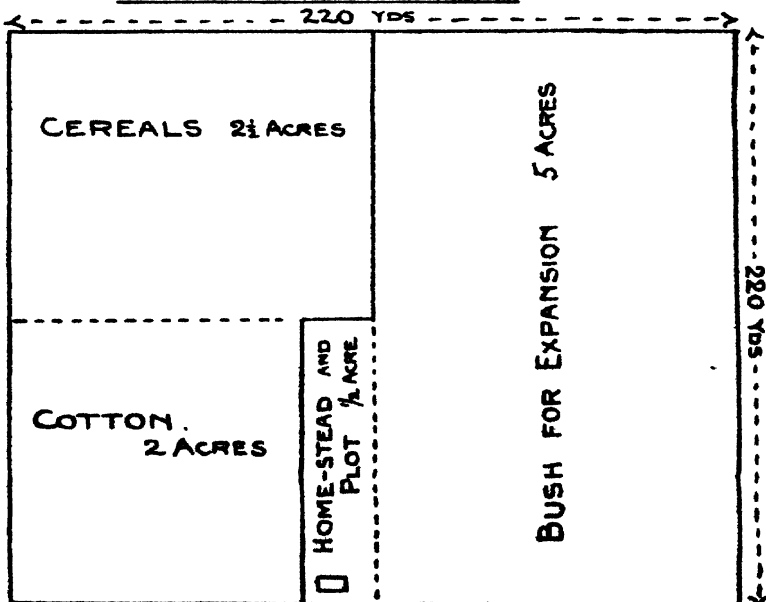 220 YDS
CEREALS 2½ ACRES
BUSH FOR EXPANSION 5 ACRES
220 YDS
COTTON.
2 ACRES
HOME-STEAD AND
PLOT ½ ACRE